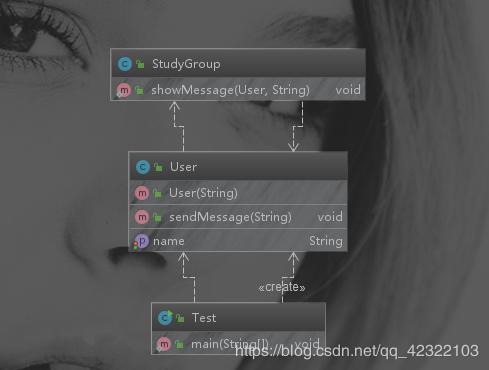 StudyGroup
showMessage(User, String) void
User
User(String)
sendMessage(String) void
name String
«create»
Test
main(String[]) void
https://blog.csdn.net/qq_42322103